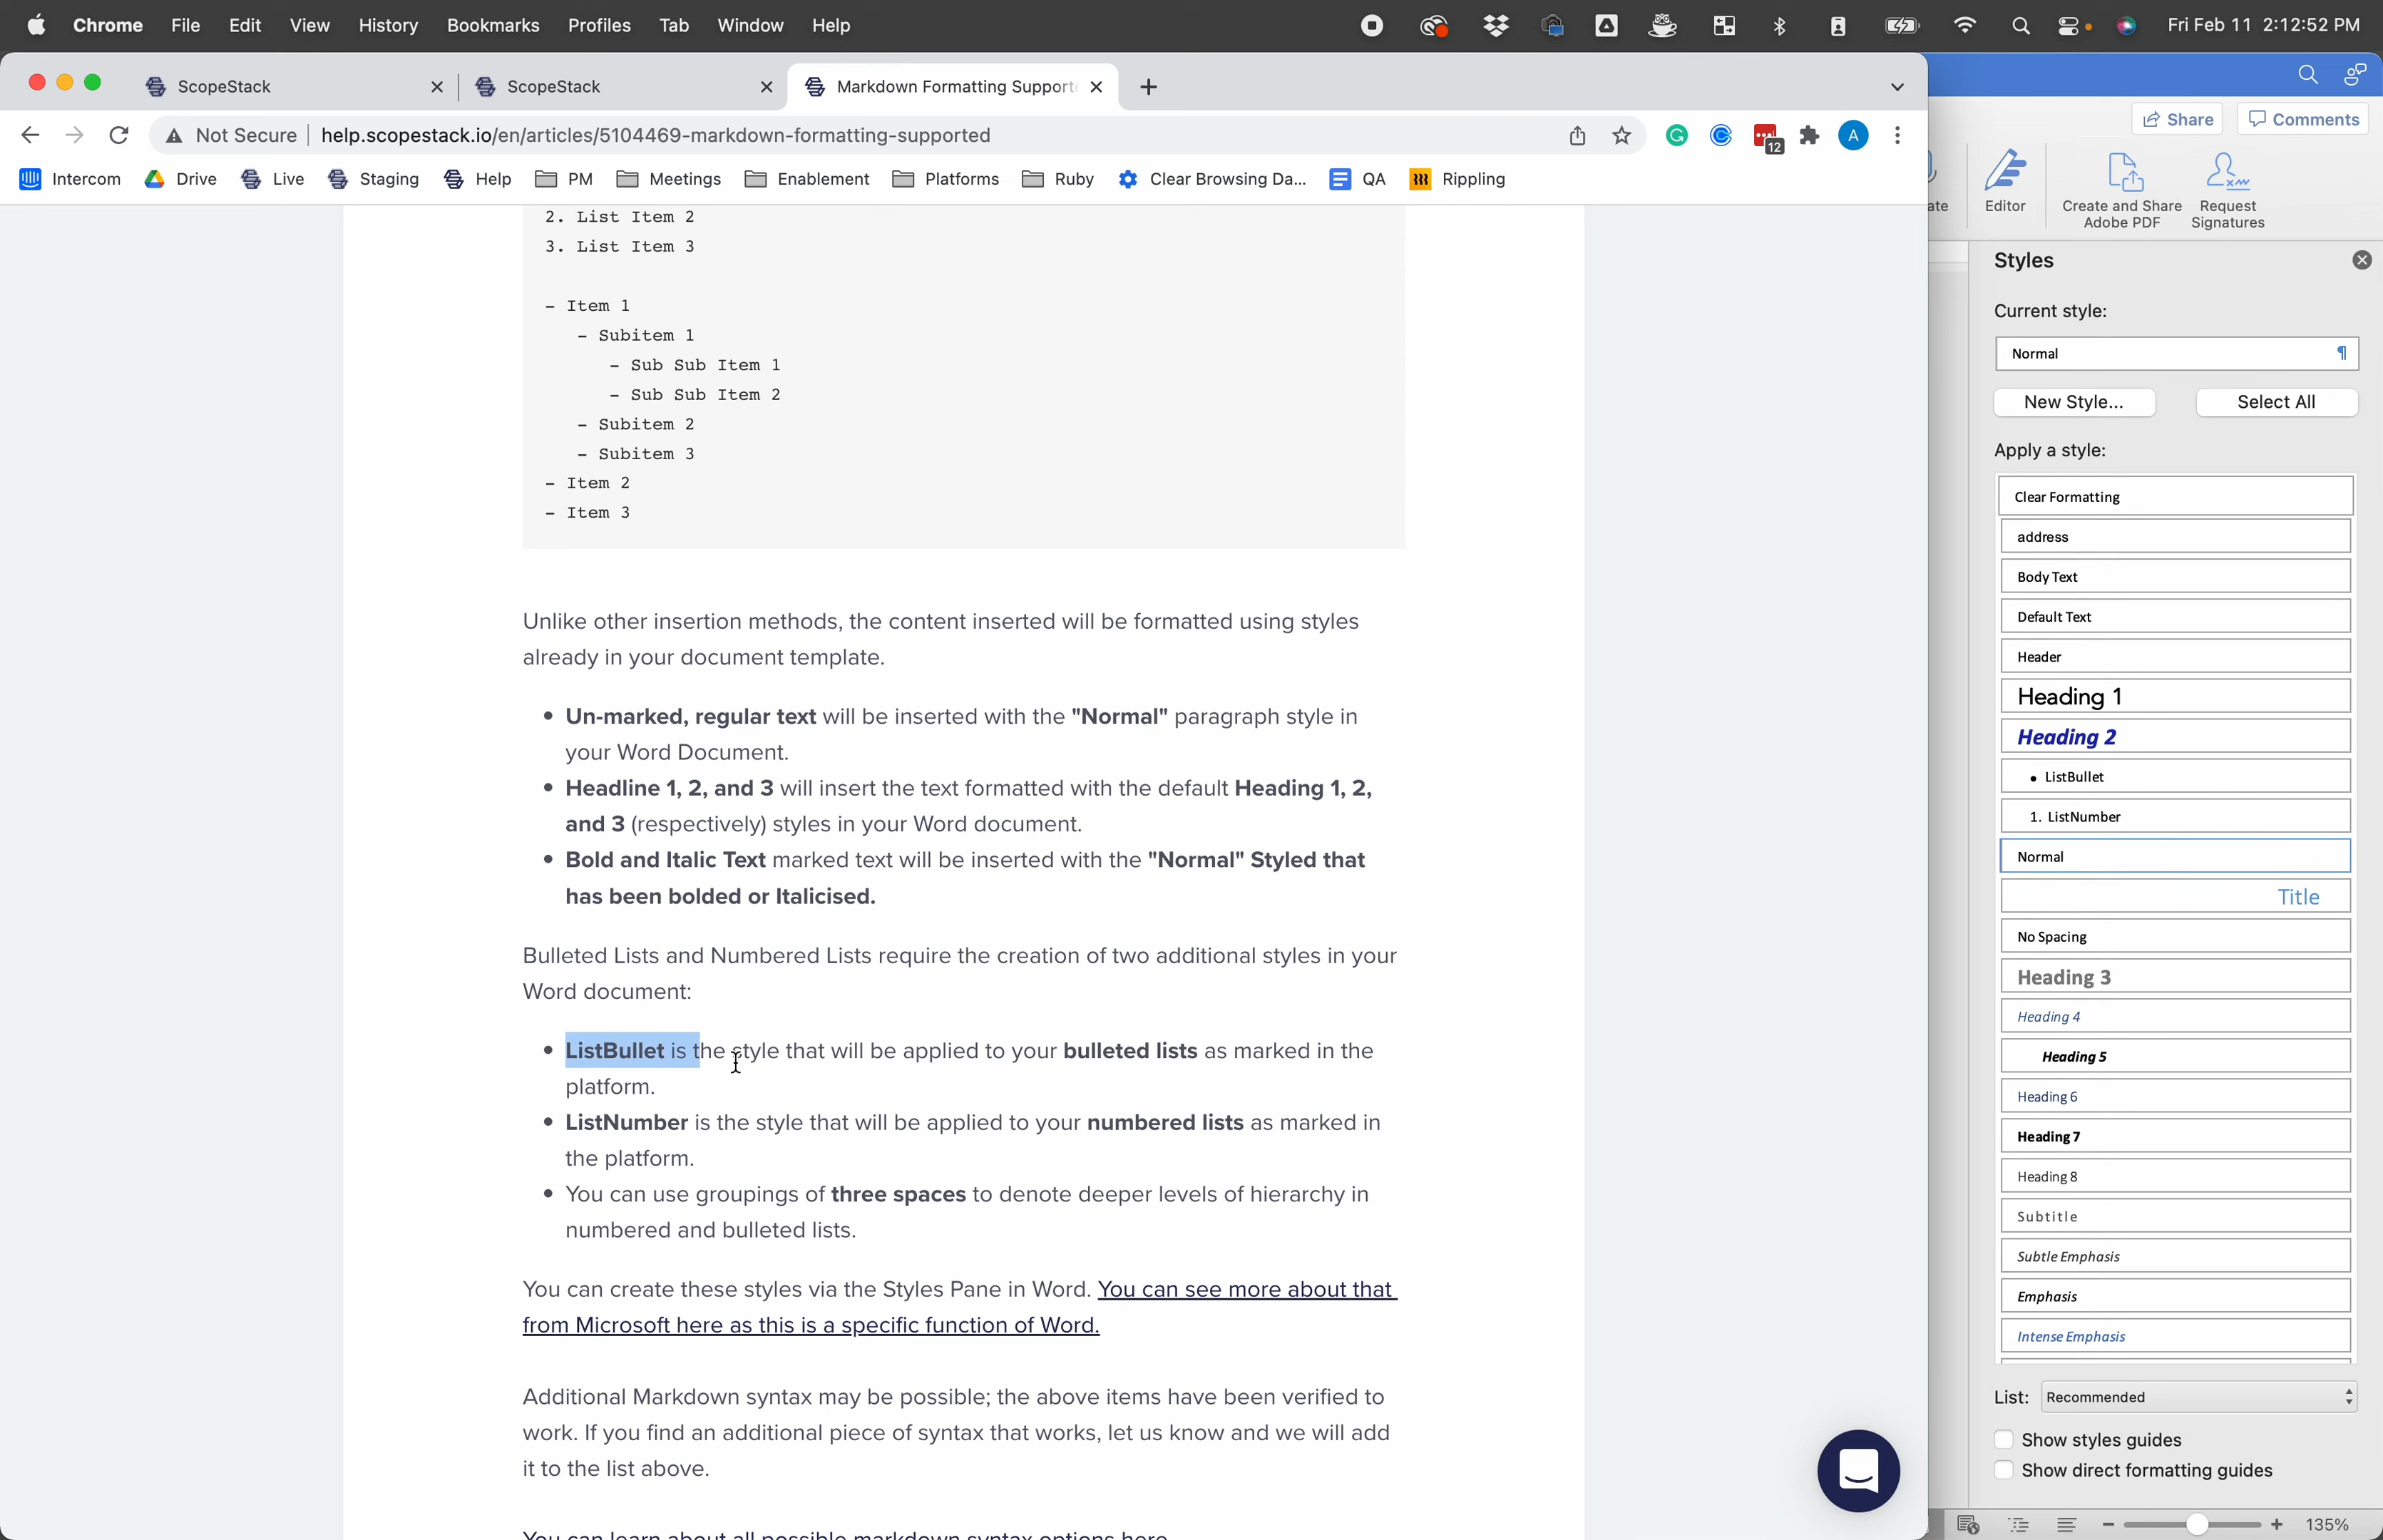 Chrome File Edit View History Bookmarks Profiles Tab Window Help Fri Feb 11 2:12:52 PM
ScopeStack ScopeStack Markdown Formatting Support
Not Secure help.scopestack.io/en/articles/5104469-markdown-formatting-supported 12 A
Intercom Drive Live Staging Help PM Meetings Enablement Platforms Ruby Clear Browsing Da... QA Rippling
2. List Item 2
3. List Item 3
- Item 1
- Subitem 1
- Sub Sub Item 1
- Sub Sub Item 2
- Subitem 2
- Subitem 3
- Item 2
- Item 3
Unlike other insertion methods, the content inserted will be formatted using styles
already in your document template.
• Un-marked, regular text will be inserted with the "Normal" paragraph style in
your Word Document.
• Headline 1, 2, and 3 will insert the text formatted with the default Heading 1, 2,
and 3 (respectively) styles in your Word document.
• Bold and Italic Text marked text will be inserted with the "Normal" Styled that
has been bolded or Italicised.
Bulleted Lists and Numbered Lists require the creation of two additional styles in your
Word document:
• ListBullet is the style that will be applied to your bulleted lists as marked in the
platform.
• ListNumber is the style that will be applied to your numbered lists as marked in
the platform.
• You can use groupings of three spaces to denote deeper levels of hierarchy in
numbered and bulleted lists.
You can create these styles via the Styles Pane in Word. You can see more about that
from Microsoft here as this is a specific function of Word.
Additional Markdown syntax may be possible; the above items have been verified to
work. If you find an additional piece of syntax that works, let us know and we will add
it to the list above.
You can learn about all possible markdown syntax options here
Share Comments
ate Editor Create and Share Request
Adobe PDF Signatures
Styles
Current style:
Normal ¶
New Style... Select All
Apply a style:
Clear Formatting
address
Body Text
Default Text
Header
Heading 1
Heading 2
• ListBullet
1. ListNumber
Normal
Title
No Spacing
Heading 3
Heading 4
Heading 5
Heading 6
Heading 7
Heading 8
Subtitle
Subtle Emphasis
Emphasis
Intense Emphasis
List: Recommended
Show styles guides
Show direct formatting guides
135%